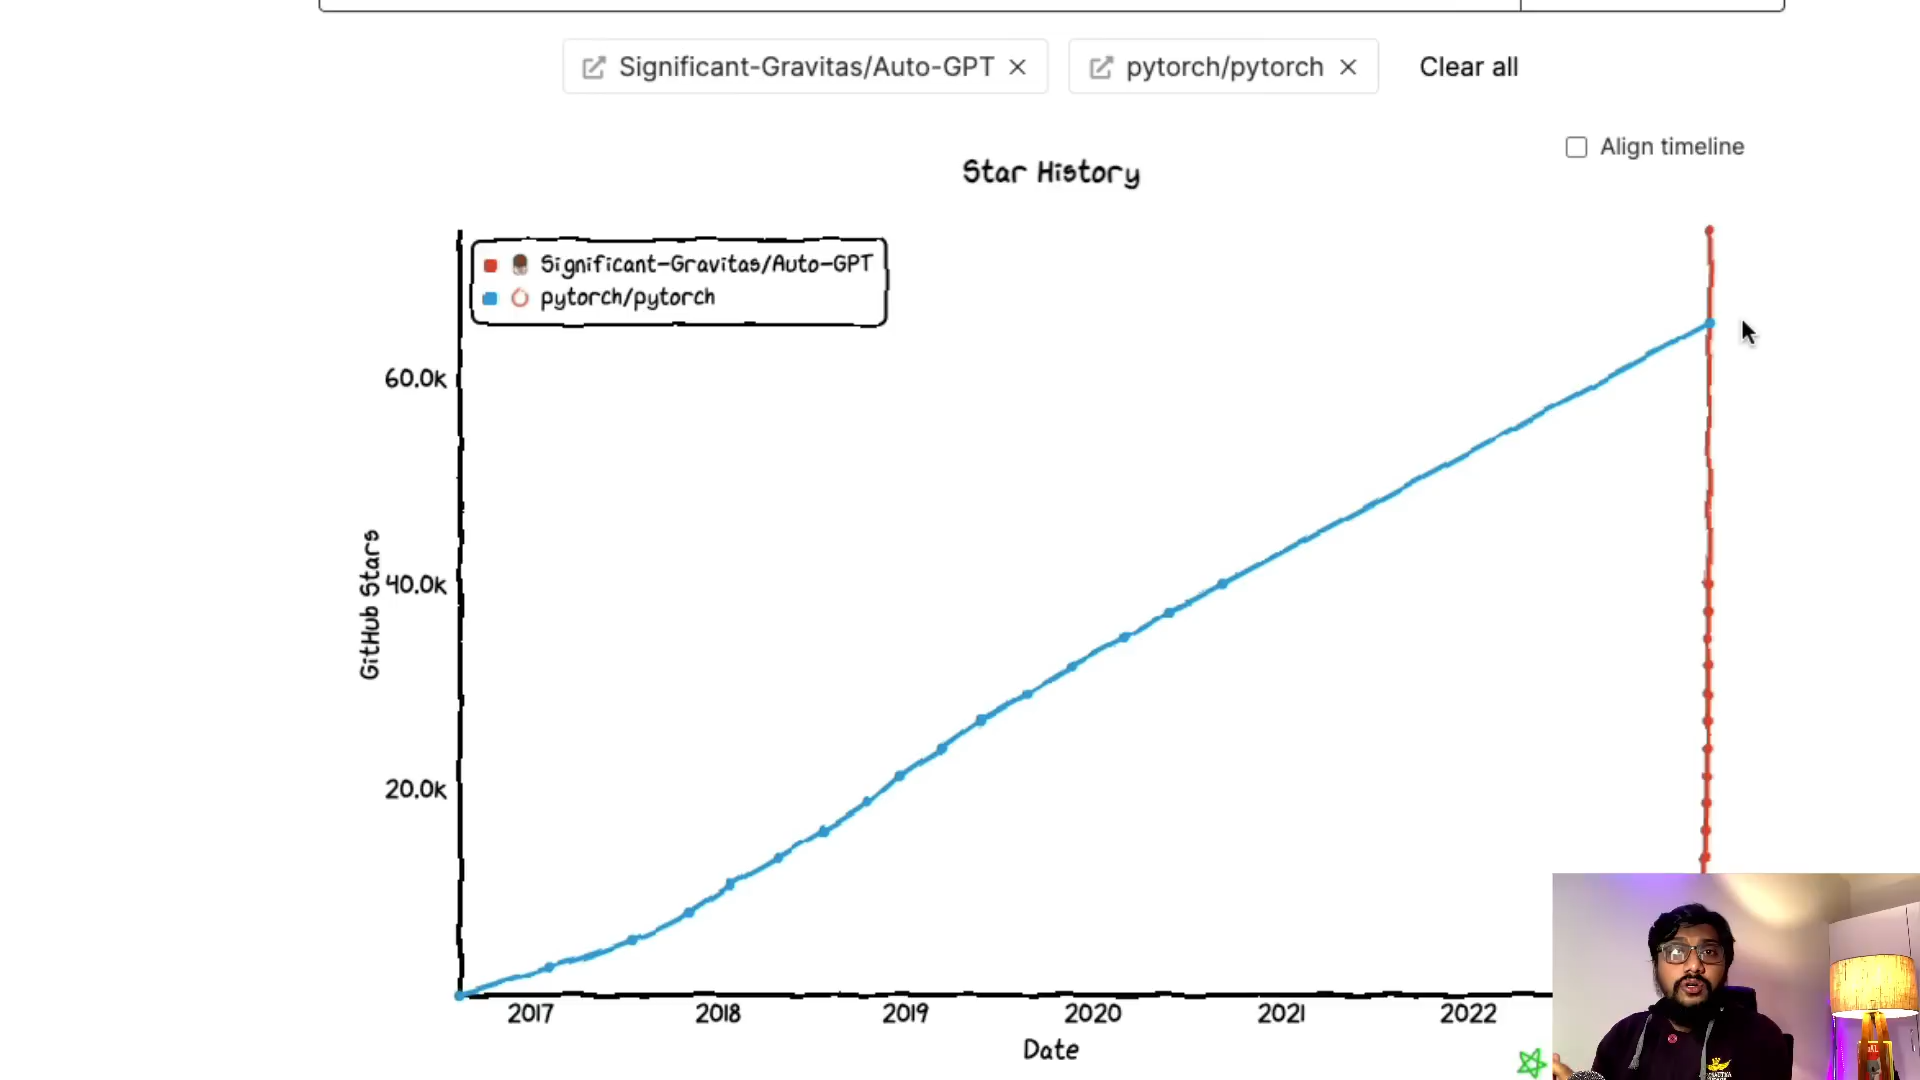 Significant-Gravitas/Auto-GPT
pytorch/pytorch
Clear all
Align timeline
Star History
Significant-Gravitas/Auto-GPT
pytorch/pytorch
60.0k
40.0k
20.0k
GitHub Stars
2017
2018
2019
2020
2021
2022
Date